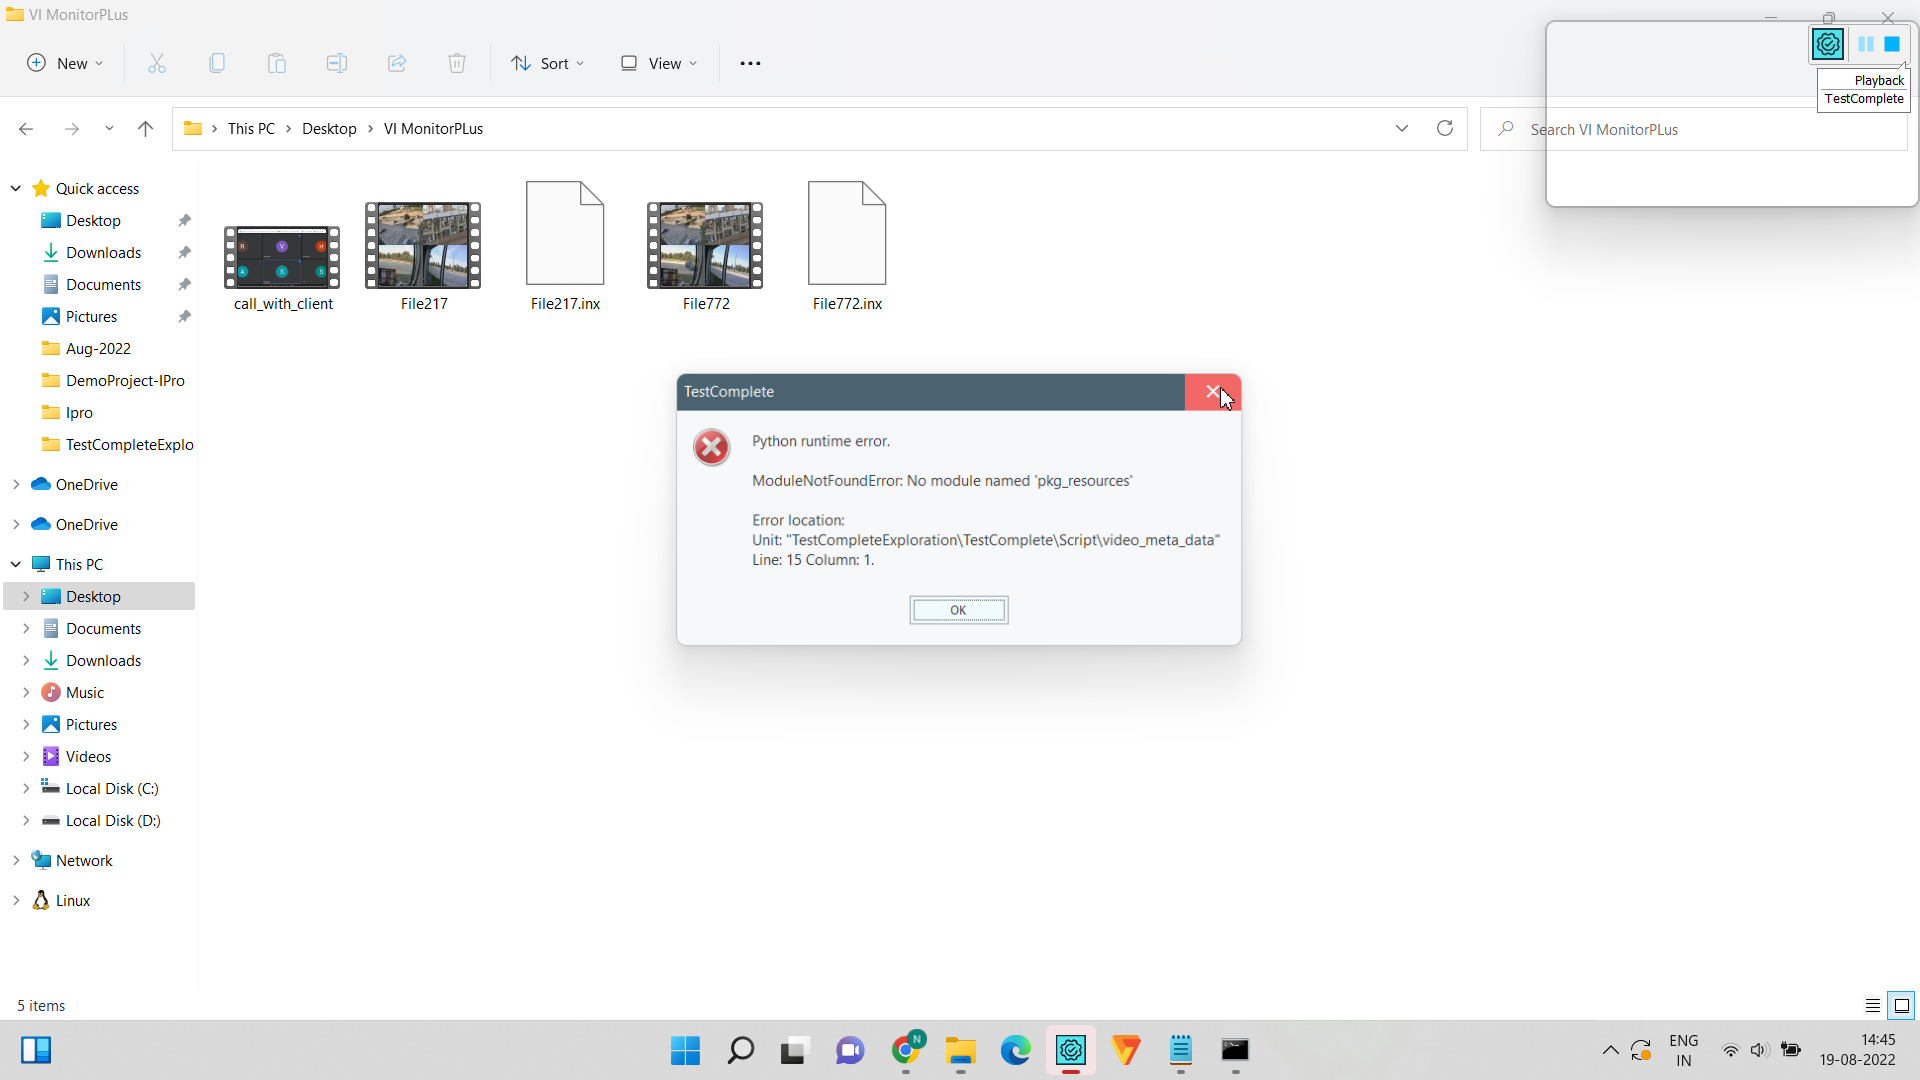 VI MonitorPLus
New
Sort
View
Playback
TestComplete
This PC
Desktop
VI MonitorPLus
Search VI MonitorPLus
Quick access
Desktop
Downloads
Documents
Pictures
Aug-2022
DemoProject-IPro
Ipro
TestCompleteExplo
OneDrive
OneDrive
This PC
Desktop
Documents
Downloads
Music
Pictures
Videos
Local Disk (C:)
Local Disk (D:)
Network
Linux
R
V
H
A
S
S
call_with_client
File217
File217.inx
File772
File772.inx
TestComplete
Python runtime error.
ModuleNotFoundError: No module named 'pkg_resources'
Error location:
Unit: "TestCompleteExploration\TestComplete\Script\video_meta_data"
Line: 15 Column: 1.
OK
5 items
N
ENG
IN
14:45
19-08-2022